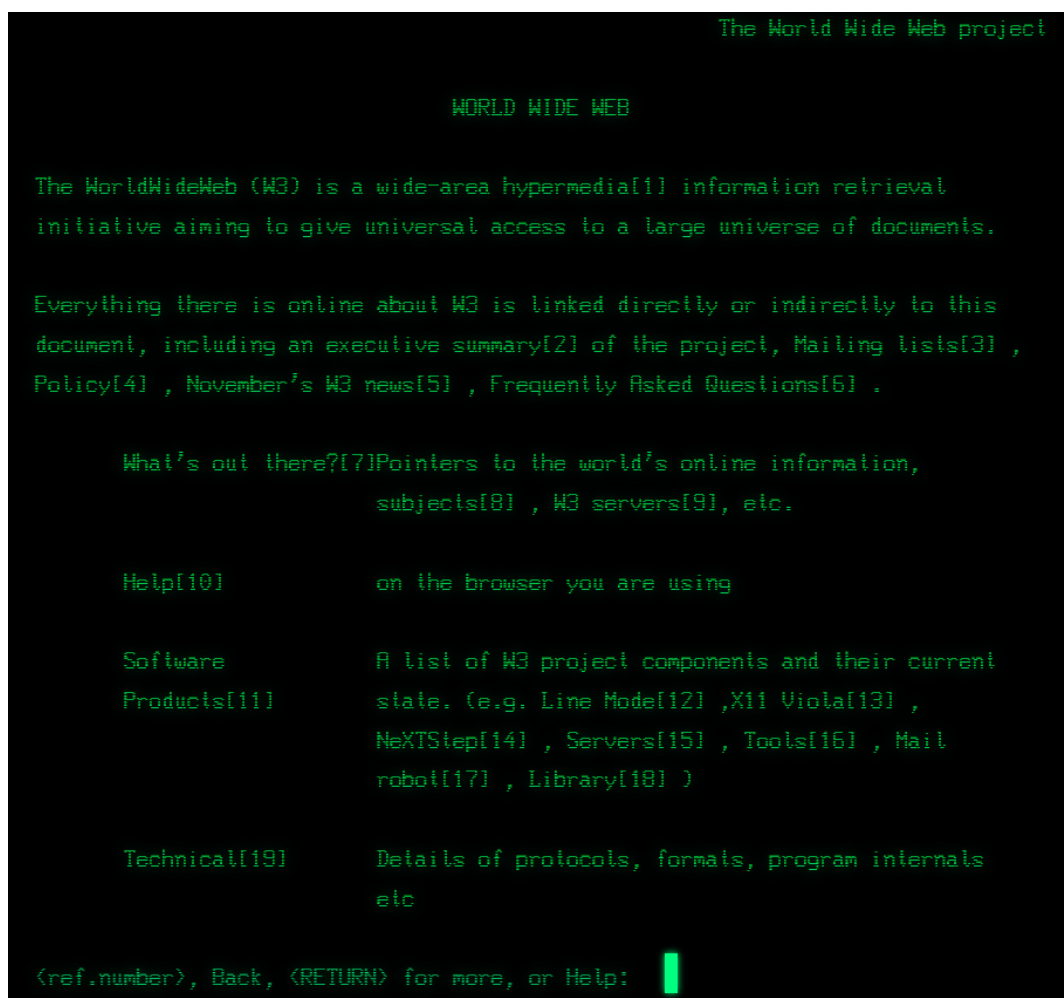 The World Wide Web project
WORLD WIDE WEB
The WorldWideWeb (W3) is a wide-area hypermedia[1] information retrieval
initiative aiming to give universal access to a large universe of documents.
Everything there is online about W3 is linked directly or indirectly to this
document, including an executive summary[2] of the project, Mailing lists[3] ,
Policy[4] , November's W3 news[5] , Frequently Asked Questions[6] .
What's out there?[7]Pointers to the world's online information,
subjects[8] , W3 servers[9], etc.
Help[10] on the browser you are using
Software A list of W3 project components and their current
Products[11] state. (e.g. Line Mode[12] ,X11 Viola[13] ,
NeXTStep[14] , Servers[15] , Tools[16] , Mail
robot[17] , Library[18] )
Technical[19] Details of protocols, formats, program internals
etc
<ref.number>, Back, <RETURN> for more, or Help: